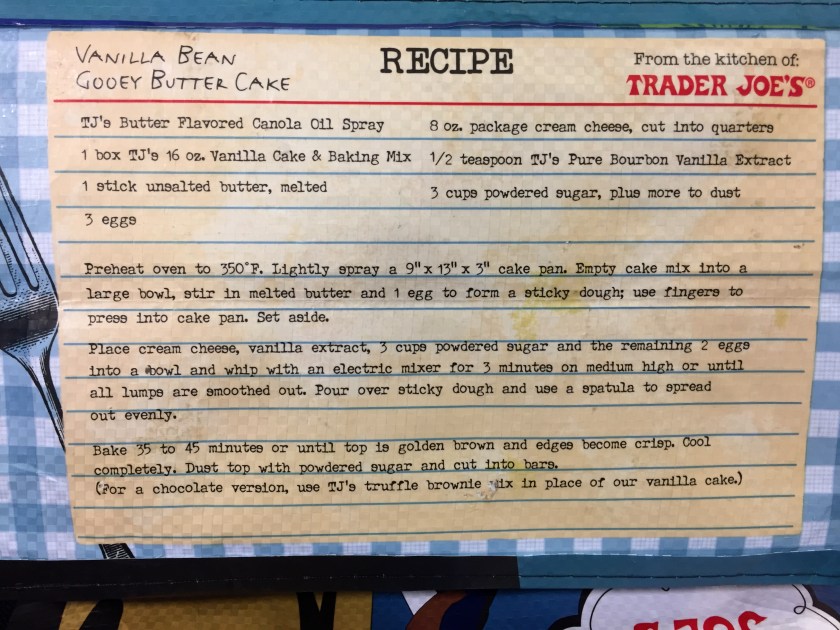 VANILLA BEAN
GOOEY BUTTER CAKE
RECIPE
From the kitchen of:
TRADER JOE'S®
TJ's Butter Flavored Canola Oil Spray
1 box TJ's 16 oz. Vanilla Cake & Baking Mix
1 stick unsalted butter, melted
3 eggs
8 oz. package cream cheese, cut into quarters
1/2 teaspoon TJ's Pure Bourbon Vanilla Extract
3 cups powdered sugar, plus more to dust
Preheat oven to 350°F. Lightly spray a 9" x 13" x 3" cake pan. Empty cake mix into a
large bowl, stir in melted butter and 1 egg to form a sticky dough; use fingers to
press into cake pan. Set aside.
Place cream cheese, vanilla extract, 3 cups powdered sugar and the remaining 2 eggs
into a bowl and whip with an electric mixer for 3 minutes on medium high or until
all lumps are smoothed out. Pour over sticky dough and use a spatula to spread
out evenly.
Bake 35 to 45 minutes or until top is golden brown and edges become crisp. Cool
completely. Dust top with powdered sugar and cut into bars.
(For a chocolate version, use TJ's truffle brownie mix in place of our vanilla cake.)